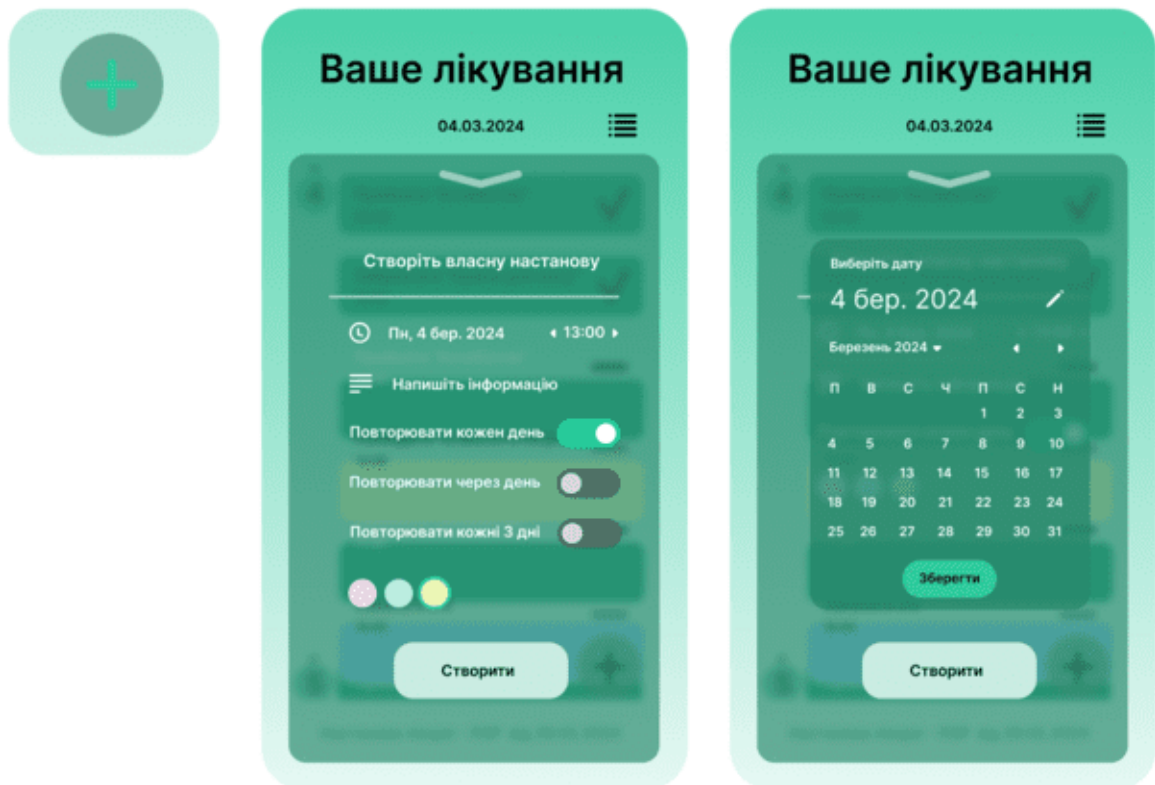 Ваше лікування
04.03.2024
Створіть власну настанову
Пн, 4 бер. 2024 13:00
Напишіть інформацію
Повторювати кожен день
Повторювати через день
Повторювати кожні 3 дні
Створити
Ваше лікування
04.03.2024
Виберіть дату
4 бер. 2024
Березень 2024
П В С Ч П С Н
1 2 3
4 5 6 7 8 9 10
11 12 13 14 15 16 17
18 19 20 21 22 23 24
25 26 27 28 29 30 31
Зберегти
Створити